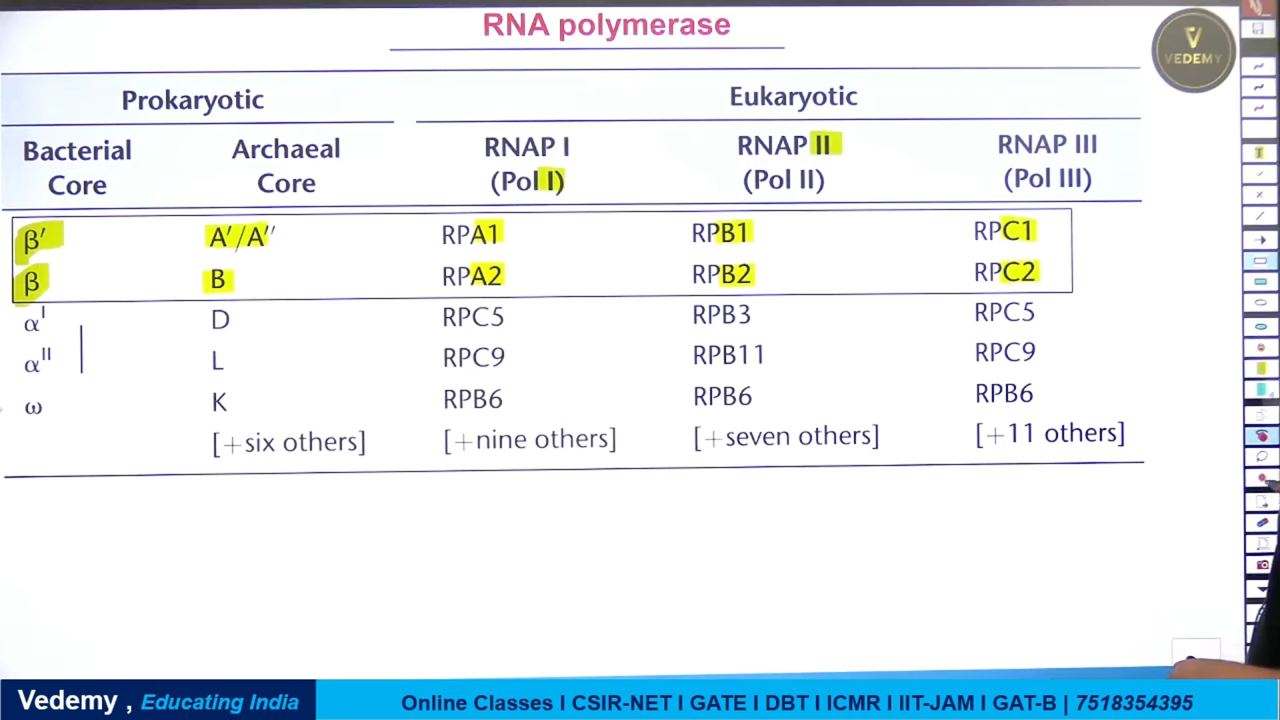 RNA polymerase
VEDEMY
Prokaryotic Eukaryotic
Bacterial Core Archaeal Core RNAP I (Pol I) RNAP II (Pol II) RNAP III (Pol III)
β′ A′/A′′ RPA1 RPB1 RPC1
β B RPA2 RPB2 RPC2
αᴵ D RPC5 RPB3 RPC5
αᴵᴵ L RPC9 RPB11 RPC9
ω K RPB6 RPB6 RPB6
[+six others] [+nine others] [+seven others] [+11 others]
Vedemy , Educating India Online Classes I CSIR-NET I GATE I DBT I ICMR I IIT-JAM I GAT-B | 7518354395